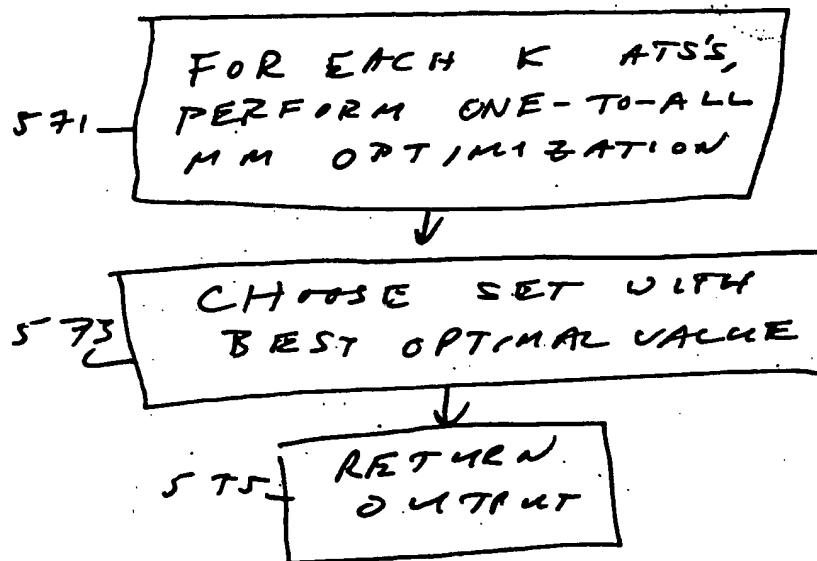 FOR EACH K ATS'S,
571 PERFORM ONE-TO-ALL
MM OPTIMIZATION
CHOOSE SET WITH
573 BEST OPTIMAL VALUE
RETURN
575 OUTPUT